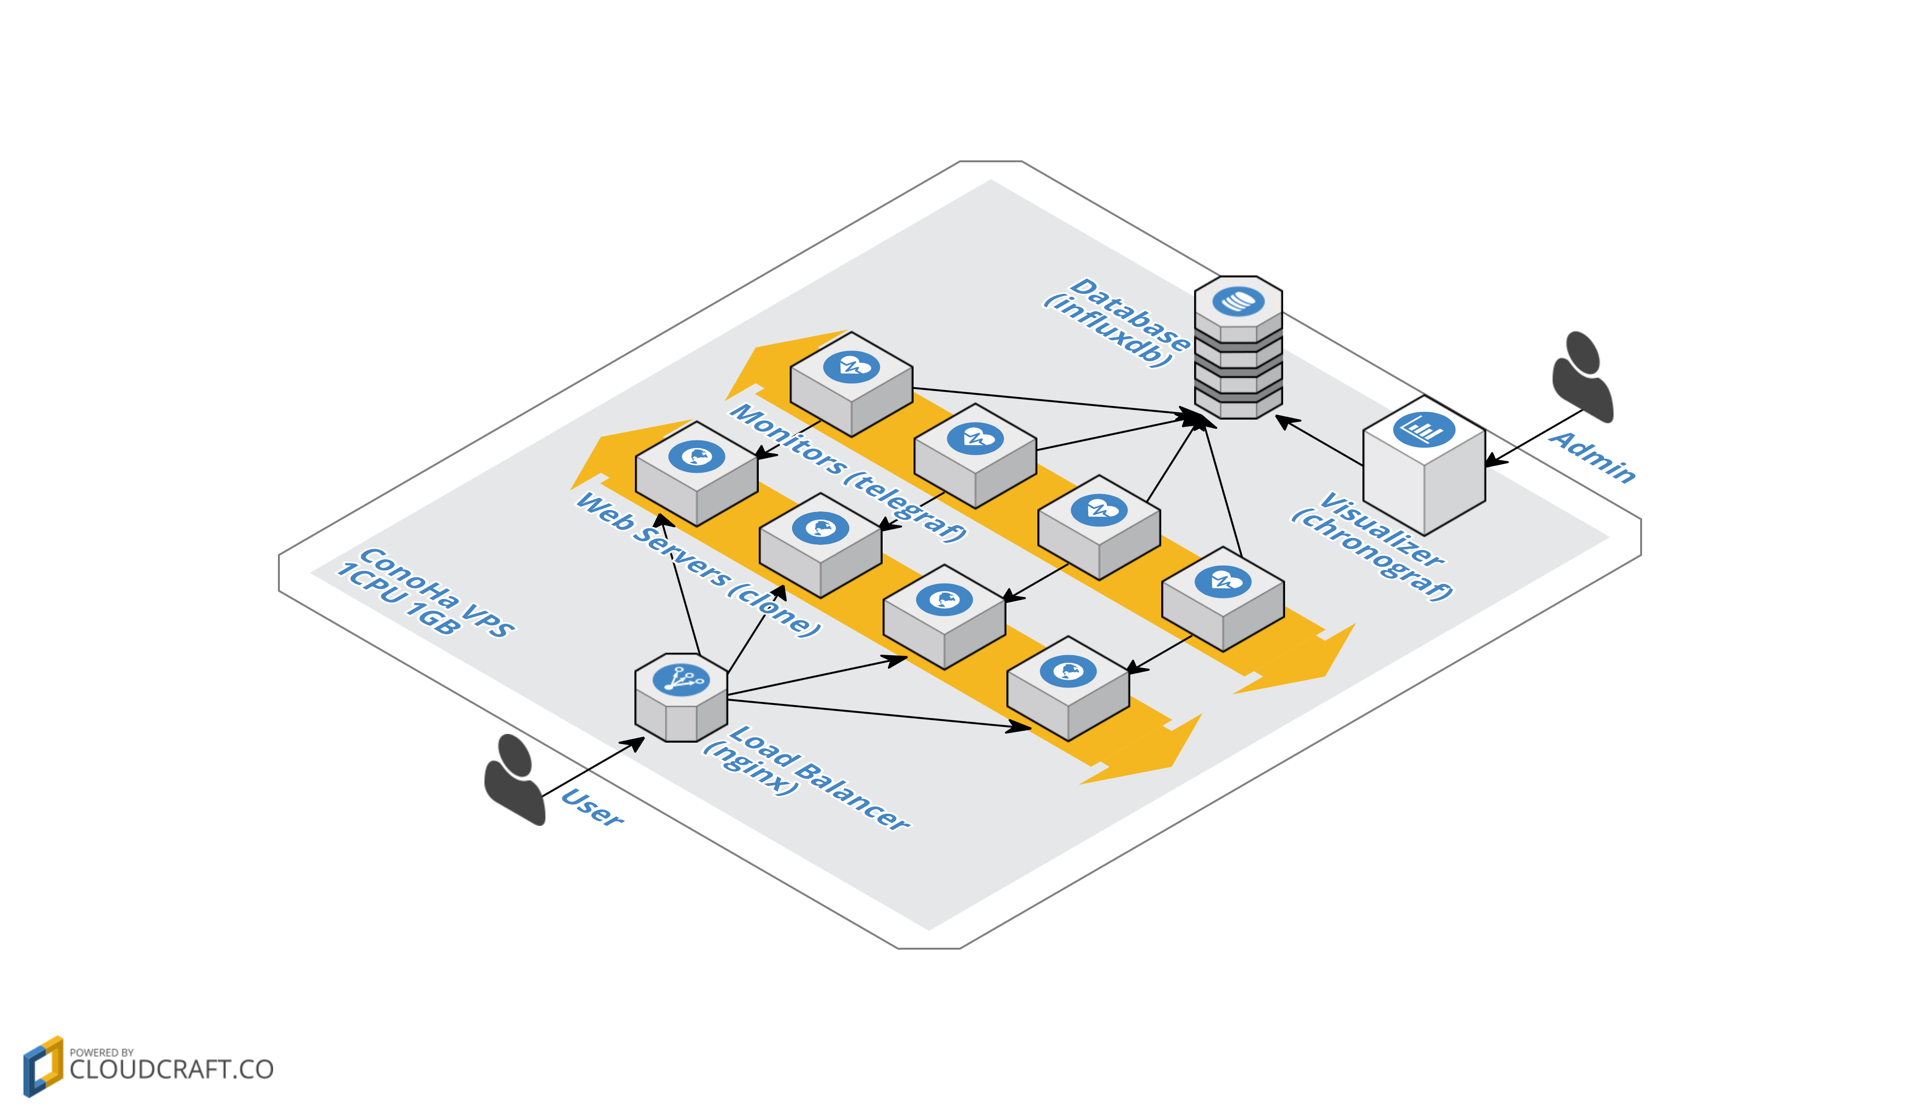 Database
(influxdb)
Monitors (telegraf)
Admin
Visualizer
(chronograf)
Web Servers (clone)
ConoHa VPS
1CPU 1GB
Load Balancer
(nginx)
User
POWERED BY
CLOUDCRAFT.CO